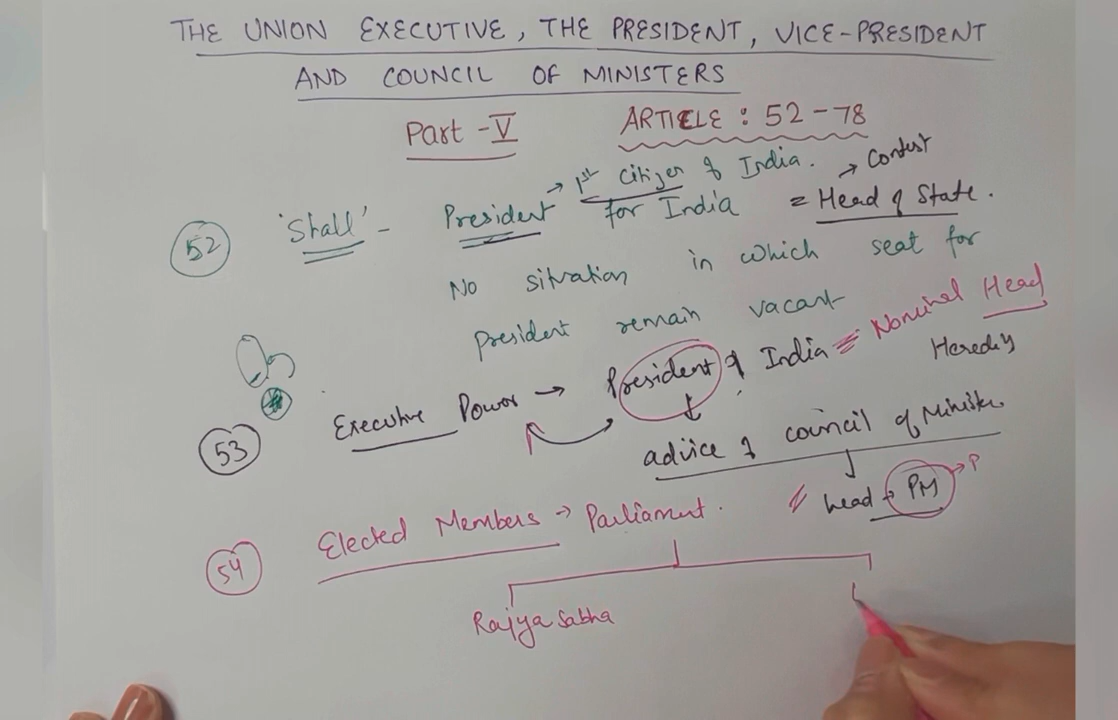 THE UNION EXECUTIVE, THE PRESIDENT, VICE-PRESIDENT
AND COUNCIL OF MINISTERS
Part - V ARTICLE : 52 - 78
52 'Shall' - President → 1st Citizen of India.
for India = Head of State. → Contest
No situation in which seat for
president remain vacant
53 Executive Power → President of India = Nominal Head
advice of council of Ministe
head → PM → P
54 Elected Members → Parliament.
Rajya Sabha